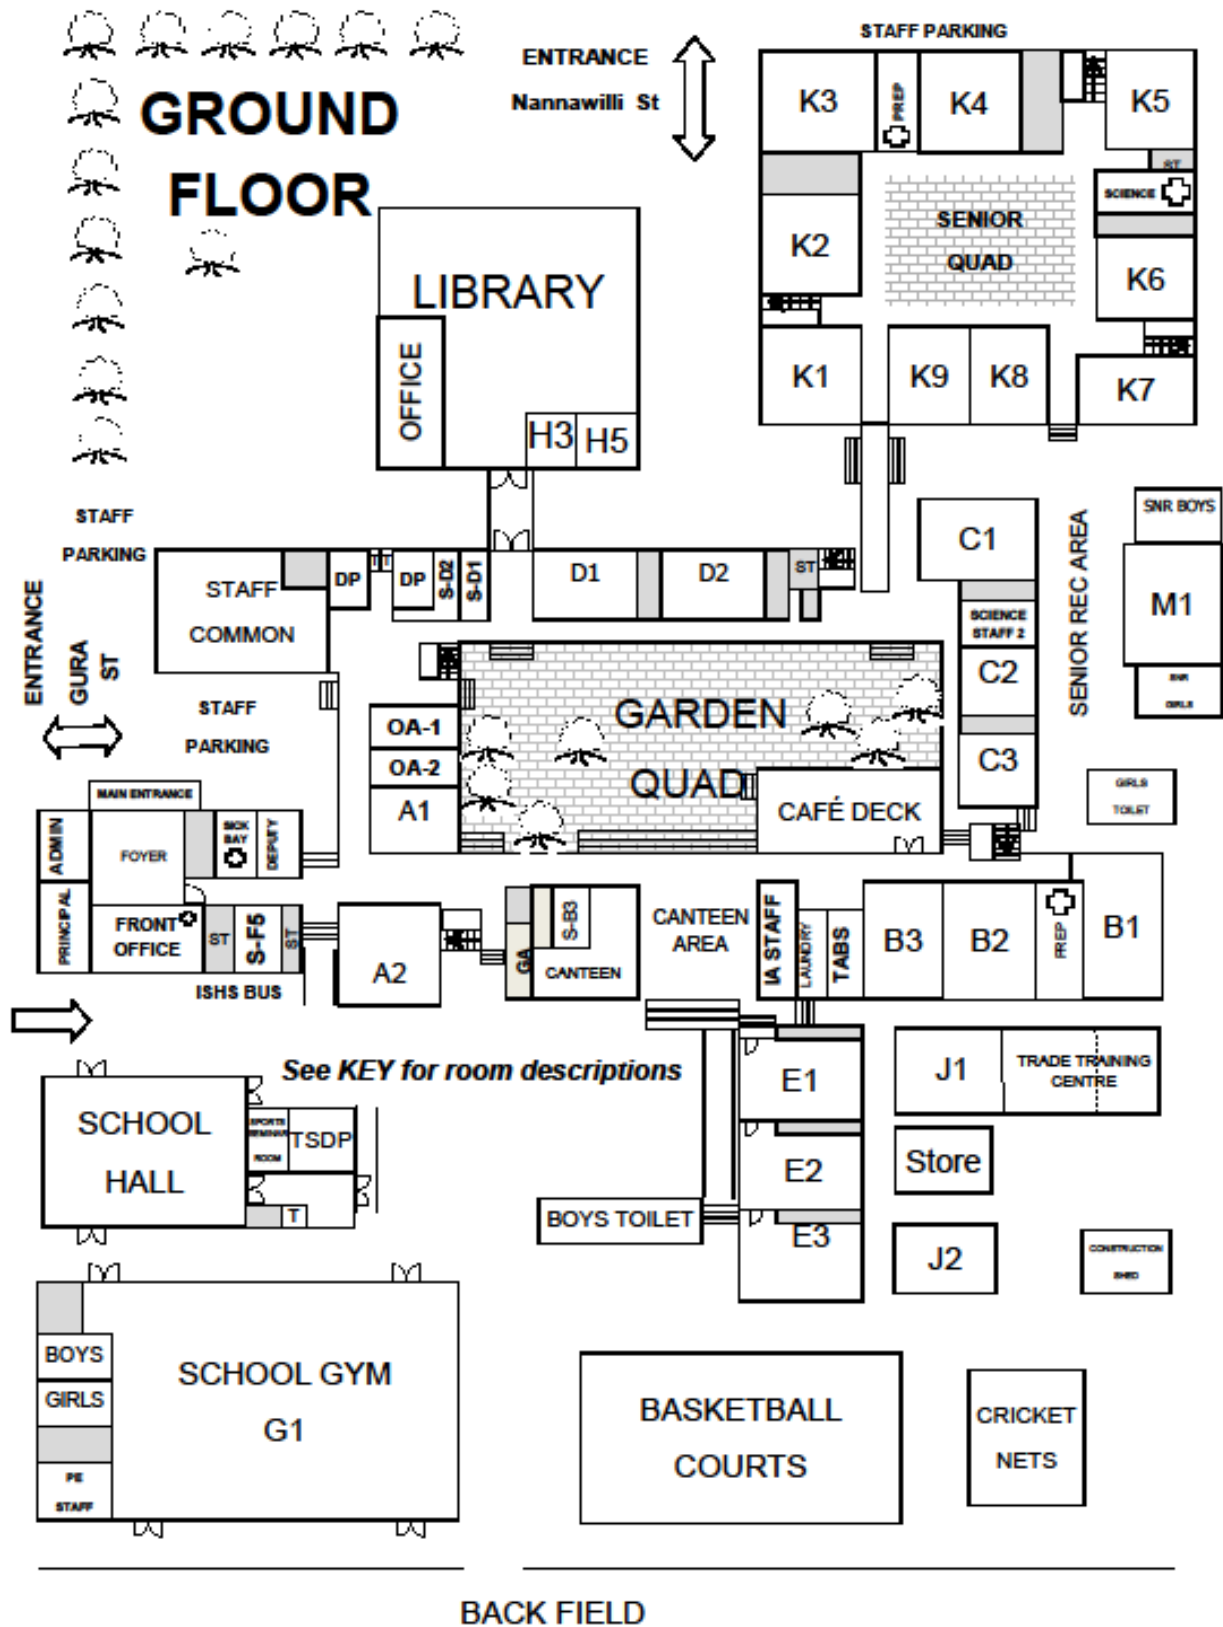 STAFF PARKING
ENTRANCE
Nannawilli St
GROUND
FLOOR
K3
PREP
K4
K5
ST
SCIENCE
SENIOR
QUAD
K2
K6
K1
K9
K8
K7
LIBRARY
OFFICE
H3
H5
STAFF
PARKING
ENTRANCE
GURA
ST
STAFF
COMMON
DP
T
T
DP
S-D2
S-D1
D1
D2
ST
C1
SCIENCE
STAFF 2
C2
C3
SENIOR REC AREA
SNR BOYS
M1
SNR
GIRLS
GIRLS
TOILET
STAFF
PARKING
OA-1
OA-2
A1
GARDEN
QUAD
CAFÉ DECK
MAIN ENTRANCE
ADMIN
FOYER
SICK
BAY
DEPUTY
PRINCIPAL
FRONT
OFFICE
ST
S-F5
ST
ISHS BUS
A2
GA
S-B3
CANTEEN
CANTEEN
AREA
IA STAFF
LAUNDRY
TABS
B3
B2
PREP
B1
See KEY for room descriptions
SCHOOL
HALL
SPORTS
SEMINAR
ROOM
TSDP
T
E1
E2
E3
BOYS TOILET
J1
TRADE TRAINING
CENTRE
Store
J2
CONSTRUCTION
SHED
BOYS
GIRLS
PE
STAFF
SCHOOL GYM
G1
BASKETBALL
COURTS
CRICKET
NETS
BACK FIELD